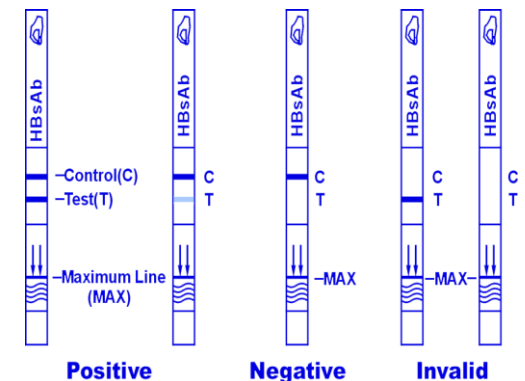 HBsAb
HBsAb
HBsAb
HBsAb
HBsAb
Control(C)
C
C
C
Test(T)
T
T
T
Maximum Line
(MAX)
MAX
MAX
Positive
Negative
Invalid